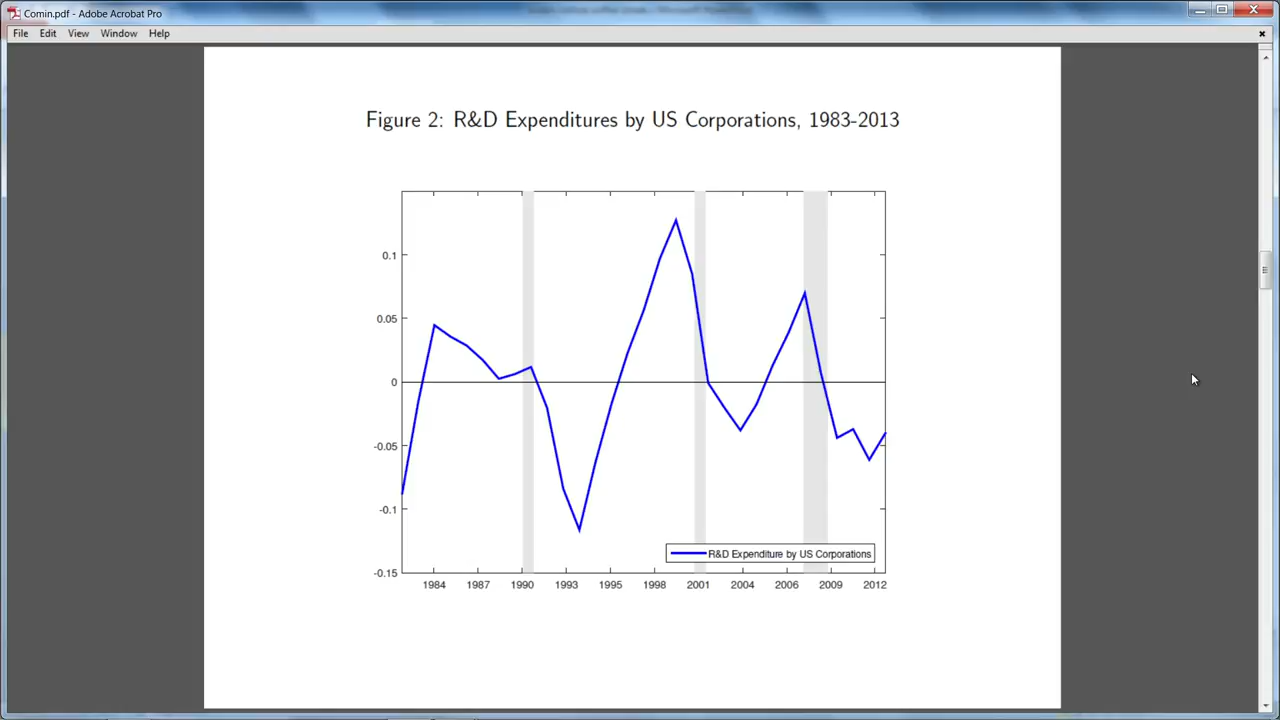 Comin.pdf - Adobe Acrobat Pro
File Edit View Window Help
Figure 2: R&D Expenditures by US Corporations, 1983-2013
0.1
0.05
0
-0.05
-0.1
-0.15
R&D Expenditure by US Corporations
1984 1987 1990 1993 1995 1998 2001 2004 2006 2009 2012